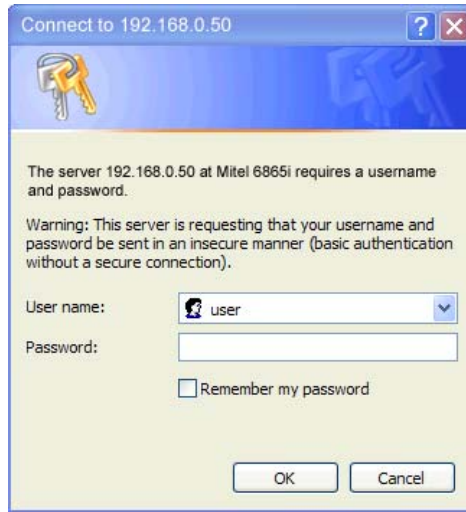 Connect to 192.168.0.50
The server 192.168.0.50 at Mitel 6865i requires a username
and password.
Warning: This server is requesting that your username and
password be sent in an insecure manner (basic authentication
without a secure connection).
User name:
user
Password:
Remember my password
OK
Cancel